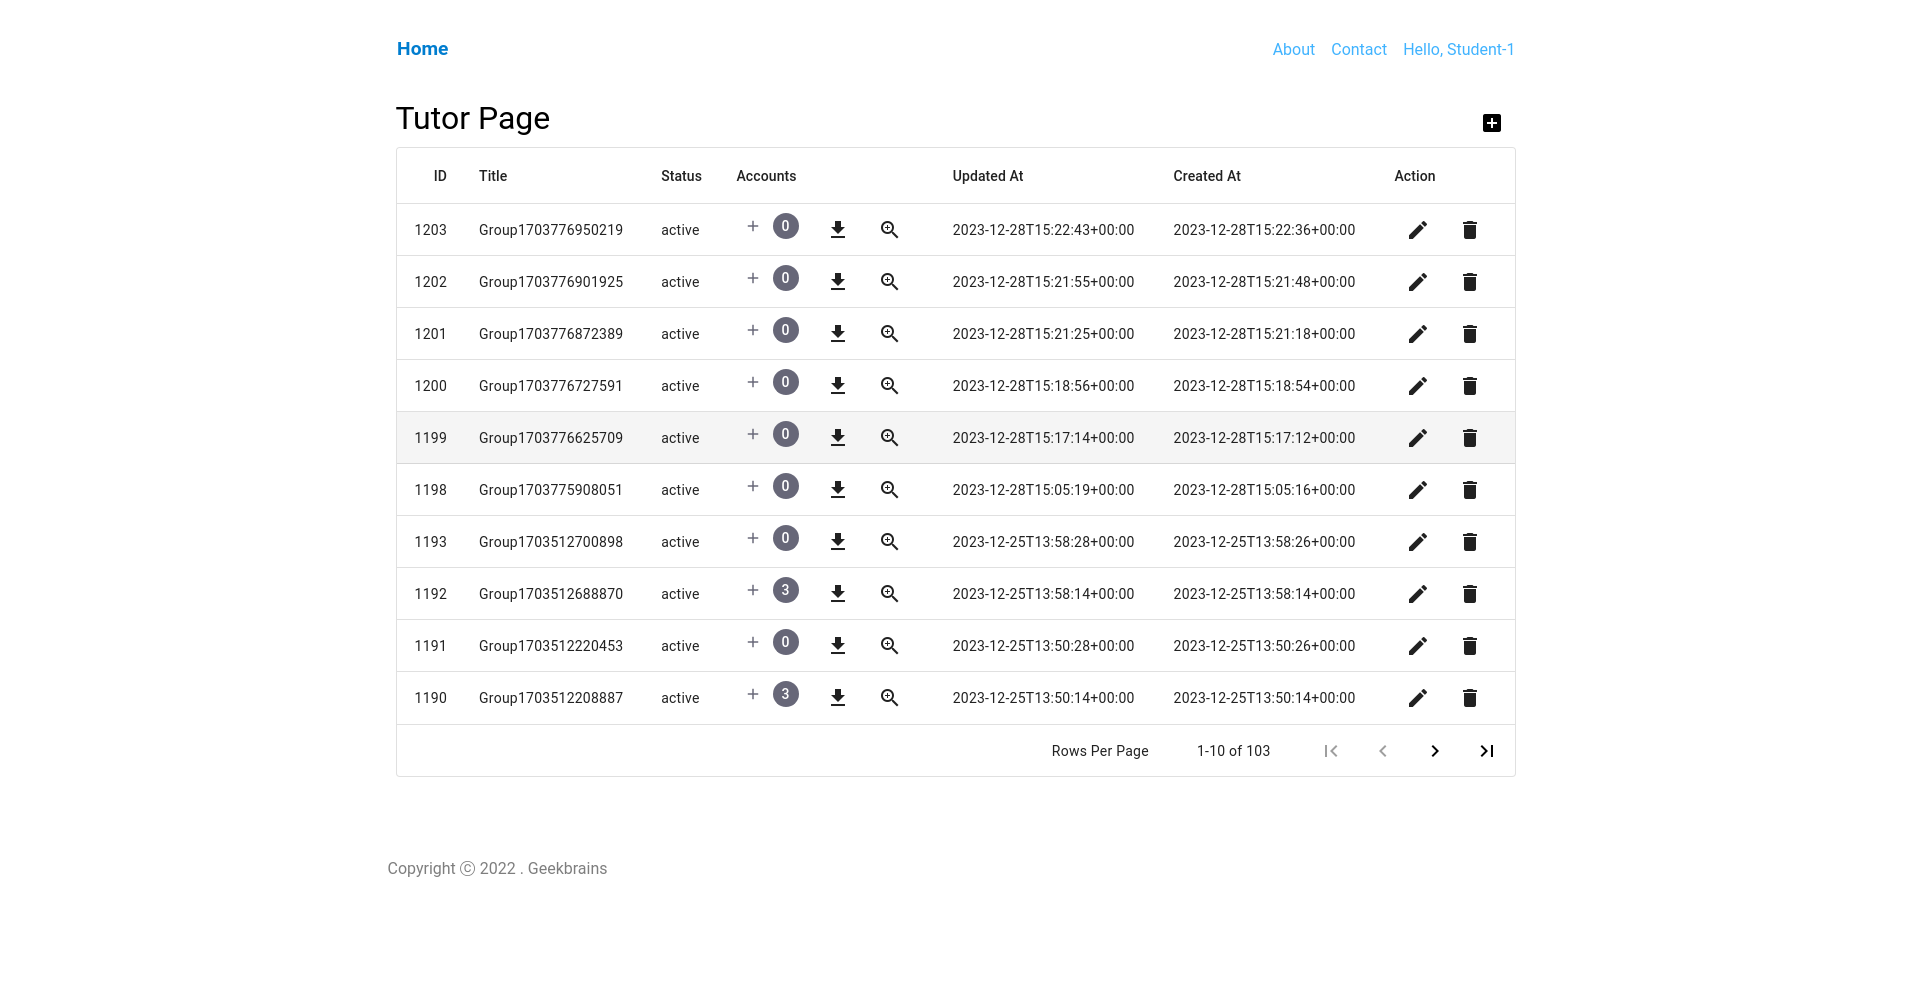 Home About Contact Hello, Student-1
Tutor Page
ID Title Status Accounts Updated At Created At Action
1203 Group1703776950219 active 0 2023-12-28T15:22:43+00:00 2023-12-28T15:22:36+00:00
1202 Group1703776901925 active 0 2023-12-28T15:21:55+00:00 2023-12-28T15:21:48+00:00
1201 Group1703776872389 active 0 2023-12-28T15:21:25+00:00 2023-12-28T15:21:18+00:00
1200 Group1703776727591 active 0 2023-12-28T15:18:56+00:00 2023-12-28T15:18:54+00:00
1199 Group1703776625709 active 0 2023-12-28T15:17:14+00:00 2023-12-28T15:17:12+00:00
1198 Group1703775908051 active 0 2023-12-28T15:05:19+00:00 2023-12-28T15:05:16+00:00
1193 Group1703512700898 active 0 2023-12-25T13:58:28+00:00 2023-12-25T13:58:26+00:00
1192 Group1703512688870 active 3 2023-12-25T13:58:14+00:00 2023-12-25T13:58:14+00:00
1191 Group1703512220453 active 0 2023-12-25T13:50:28+00:00 2023-12-25T13:50:26+00:00
1190 Group1703512208887 active 3 2023-12-25T13:50:14+00:00 2023-12-25T13:50:14+00:00
Rows Per Page 1-10 of 103
Copyright ⓒ 2022 . Geekbrains